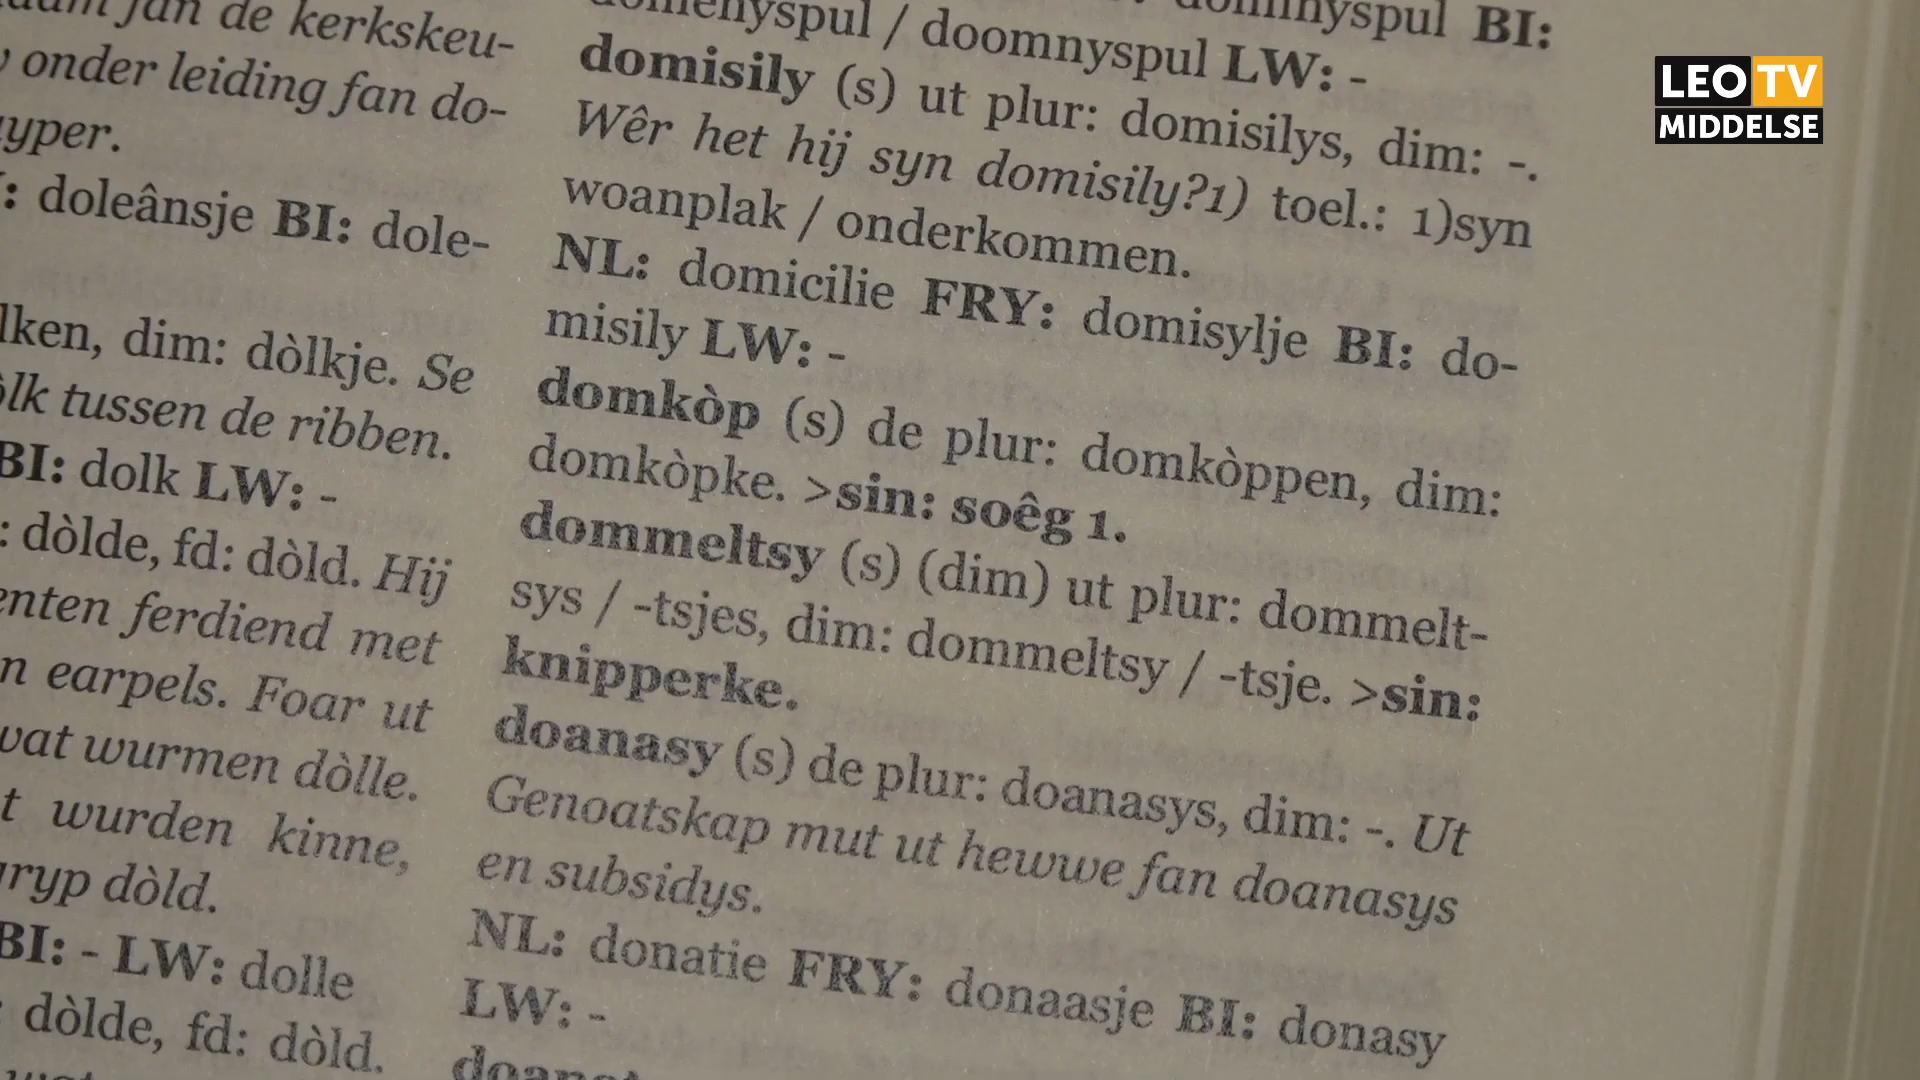 jan de kerkskeu-
onder leiding fan do-
yper.
doleânsje BI: dole-
lken, dim: dòlkje. Se
lk tussen de ribben.
BI: dolk LW: -
: dòlde, fd: dòld. Hij
enten ferdiend met
n earpels. Foar ut
wat wurmen dòlle.
t wurden kinne,
ryp dòld.
BI: - LW: dolle
dòlde, fd: dòld.
domenyspul / doomnyspul LW: -
domisily (s) ut plur: domisilys, dim: -.
Wêr het hij syn domisily?1) toel.: 1)syn
woanplak / onderkommen.
NL: domicilie FRY: domisylje BI: do-
misily LW: -
domkòp (s) de plur: domkòppen, dim:
domkòpke. >sin: soêg 1.
dommeltsy (s) (dim) ut plur: dommelt-
sys / -tsjes, dim: dommeltsy / -tsje. >sin:
knipperke.
doanasy (s) de plur: doanasys, dim: -. Ut
Genoatskap mut ut hewwe fan doanasys
en subsidys.
NL: donatie FRY: donaasje BI: donasy
LW: -
LEO TV
MIDDELSE